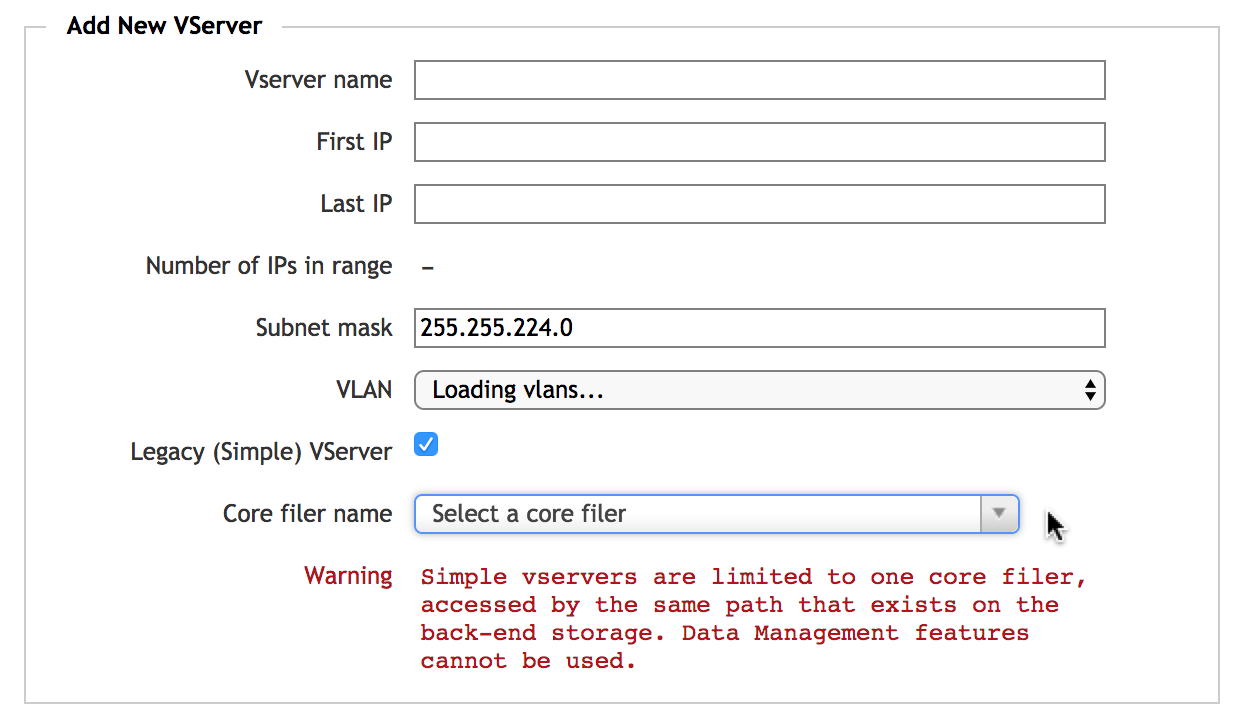 Add New VServer
Vserver name
First IP
Last IP
Number of IPs in range –
Subnet mask 255.255.224.0
VLAN Loading vlans...
Legacy (Simple) VServer
Core filer name Select a core filer
Warning Simple vservers are limited to one core filer,
accessed by the same path that exists on the
back-end storage. Data Management features
cannot be used.